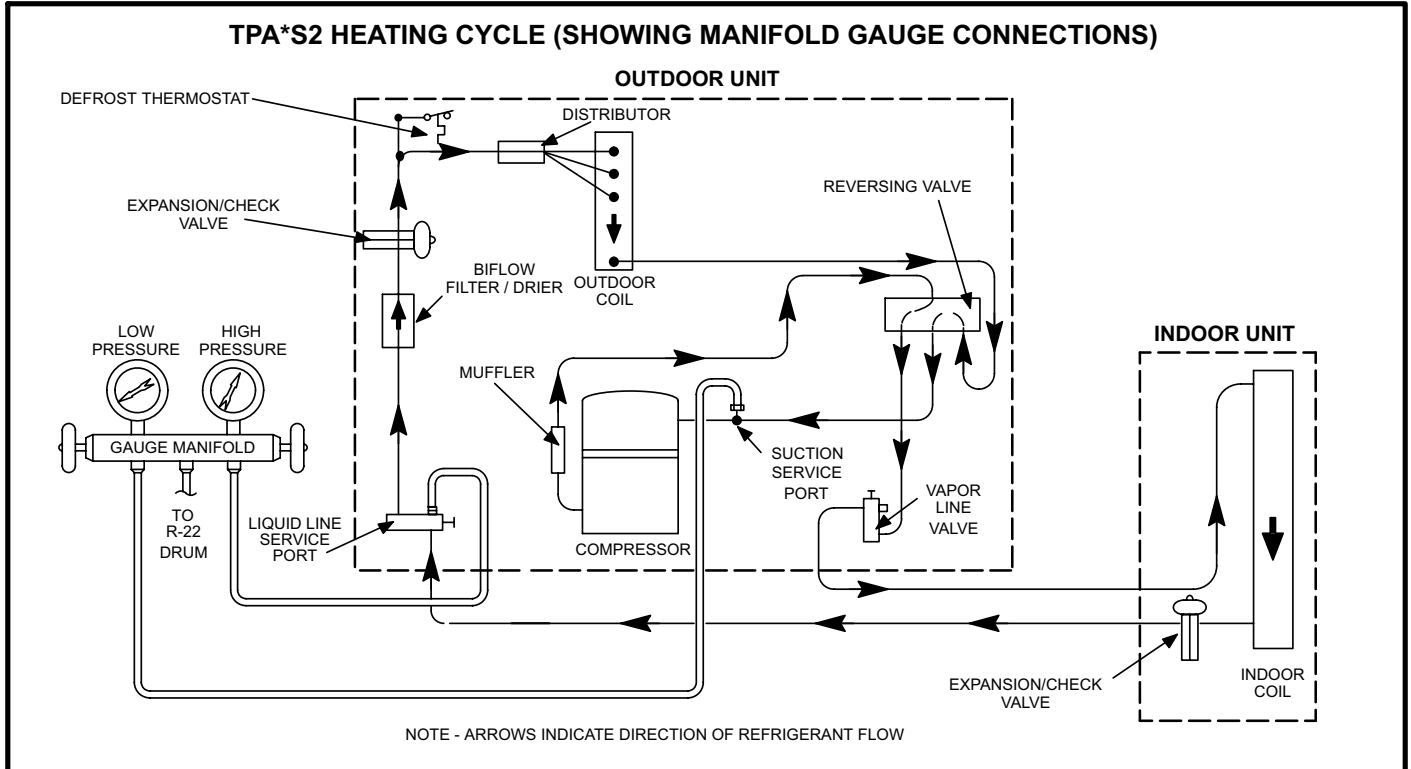 TPA*S2 HEATING CYCLE (SHOWING MANIFOLD GAUGE CONNECTIONS)
OUTDOOR UNIT
DEFROST THERMOSTAT
DISTRIBUTOR
REVERSING VALVE
EXPANSION/CHECK
VALVE
BIFLOW
FILTER / DRIER
OUTDOOR
COIL
LOW
PRESSURE
HIGH
PRESSURE
INDOOR UNIT
MUFFLER
GAUGE MANIFOLD
SUCTION
SERVICE
PORT
VAPOR
LINE
VALVE
TO
R-22
DRUM
LIQUID LINE
SERVICE
PORT
COMPRESSOR
EXPANSION/CHECK
VALVE
INDOOR
COIL
NOTE - ARROWS INDICATE DIRECTION OF REFRIGERANT FLOW